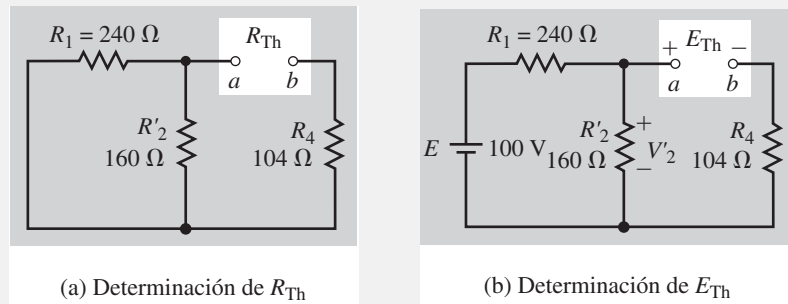 R1 = 240 Ω
RTh
a
b
R'2
160 Ω
R4
104 Ω
(a) Determinación de RTh
R1 = 240 Ω
+ ETh −
a
b
E
100 V
R'2
160 Ω
+
V'2
−
R4
104 Ω
(b) Determinación de ETh